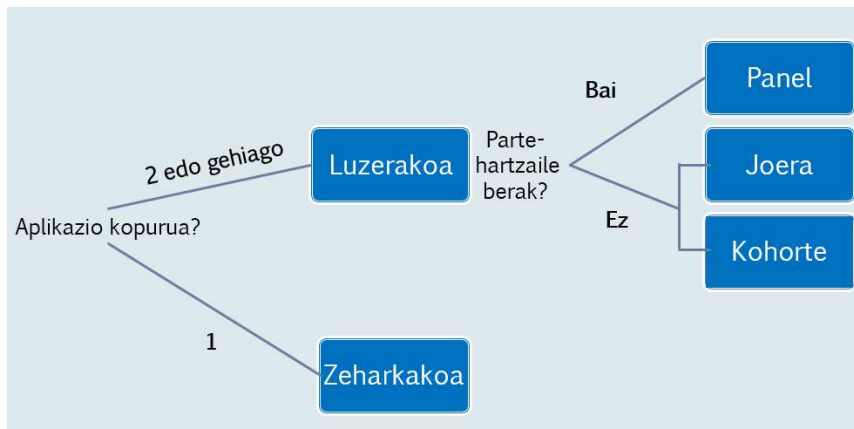 Aplikazio kopurua?
2 edo gehiago
Luzerakoa
Parte-
hartzaile
berak?
Bai
Panel
Ez
Joera
Kohorte
1
Zeharkakoa